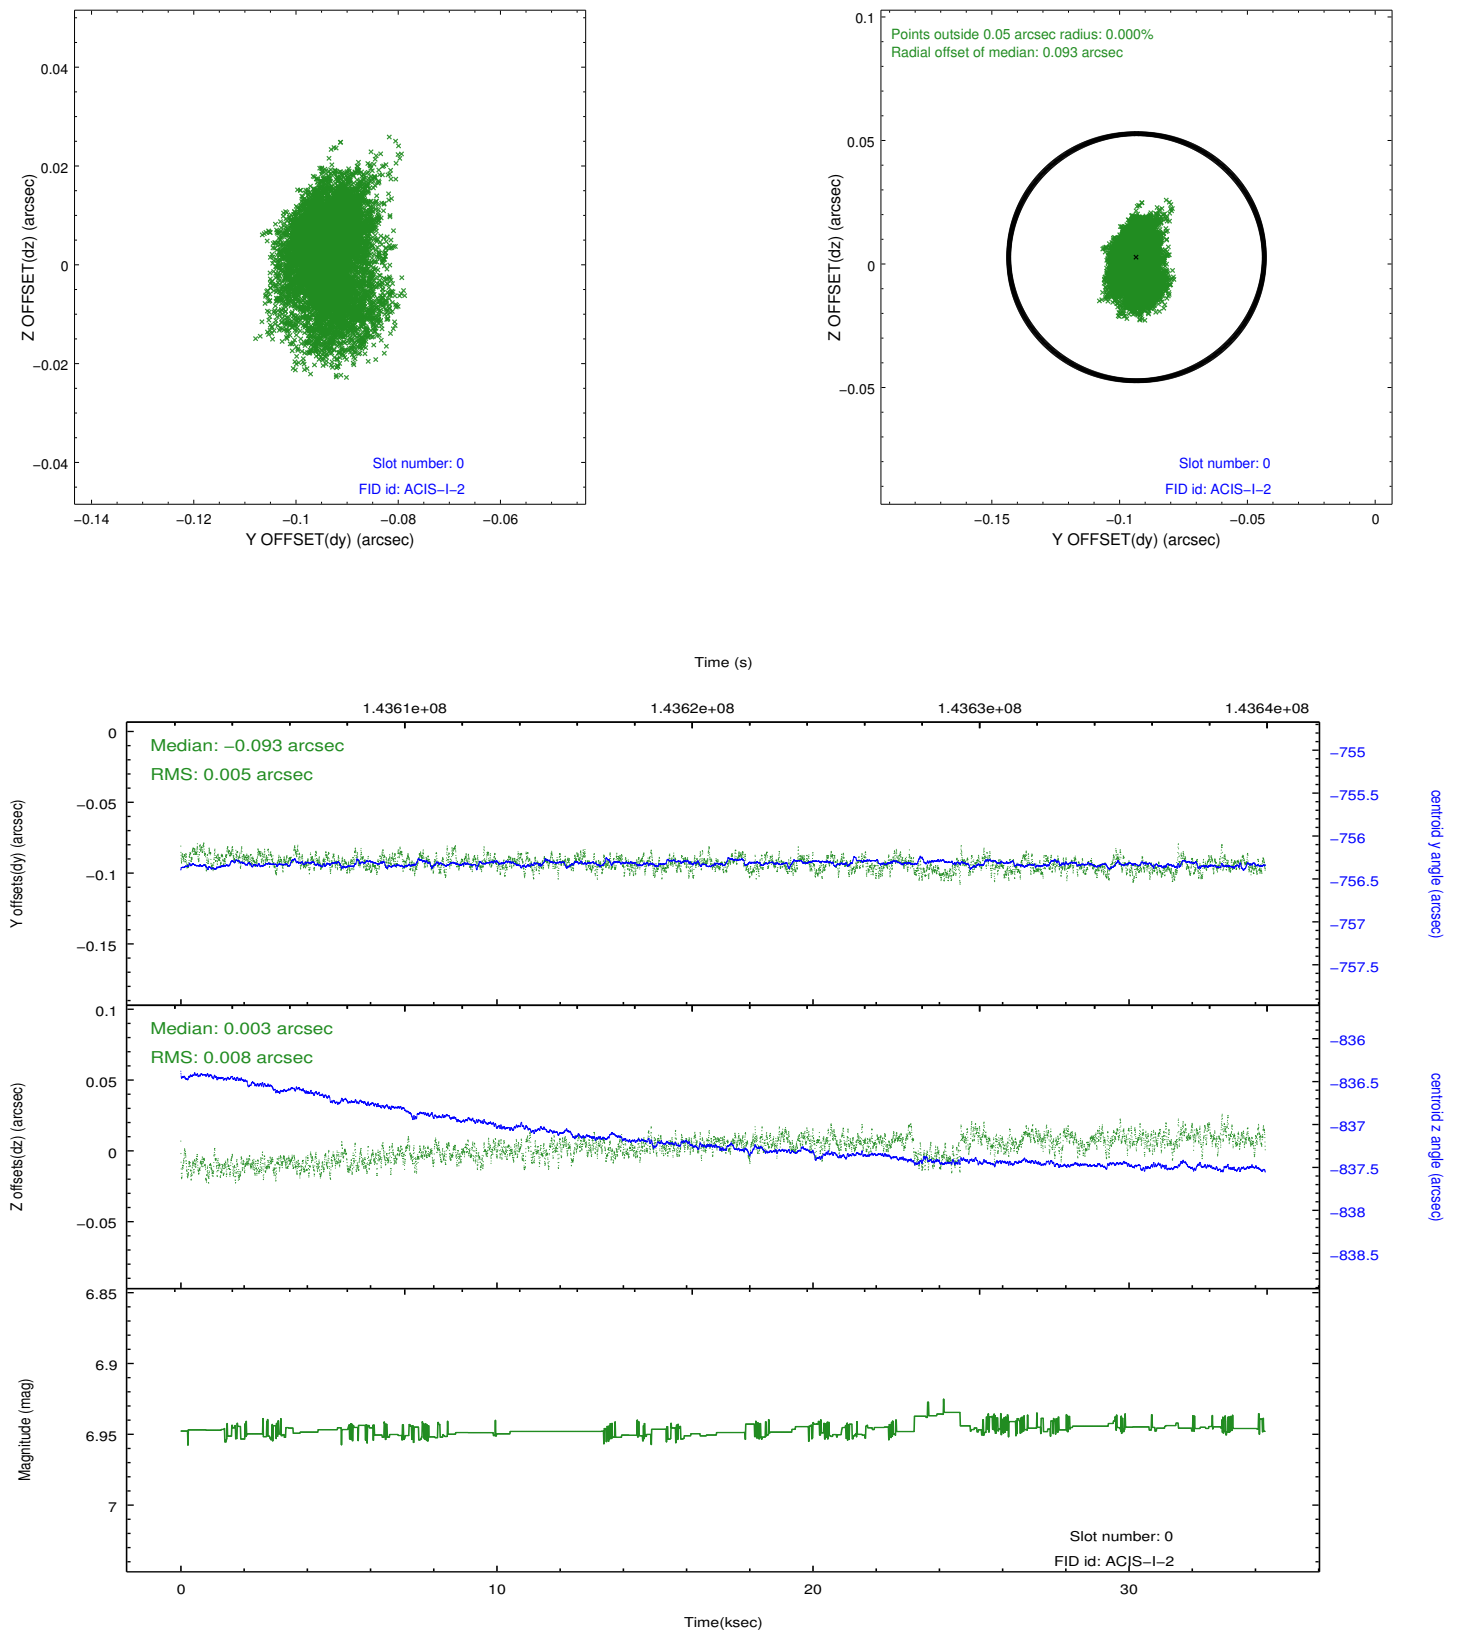 0.04
0.02
0
−0.02
−0.04
Z OFFSET(dz) (arcsec)
Slot number: 0
FID id: ACIS−I−2
−0.14
−0.12
−0.1
−0.08
−0.06
Y OFFSET(dy) (arcsec)
0.1
0.05
0
−0.05
Z OFFSET(dz) (arcsec)
Points outside 0.05 arcsec radius: 0.000%
Radial offset of median: 0.093 arcsec
Slot number: 0
FID id: ACIS−I−2
−0.15
−0.1
−0.05
0
Y OFFSET(dy) (arcsec)
Time (s)
1.4361e+08
1.4362e+08
1.4363e+08
1.4364e+08
0
−0.05
−0.1
−0.15
Y offsets(dy) (arcsec)
Median: −0.093 arcsec
RMS: 0.005 arcsec
−755
−755.5
−756
−756.5
−757
−757.5
centroid y angle (arcsec)
0.1
0.05
0
−0.05
Z offsets(dz) (arcsec)
Median: 0.003 arcsec
RMS: 0.008 arcsec
−836
−836.5
−837
−837.5
−838
−838.5
centroid z angle (arcsec)
6.85
6.9
6.95
7
Magnitude (mag)
Slot number: 0
FID id: ACIS−I−2
0
10
20
30
Time(ksec)